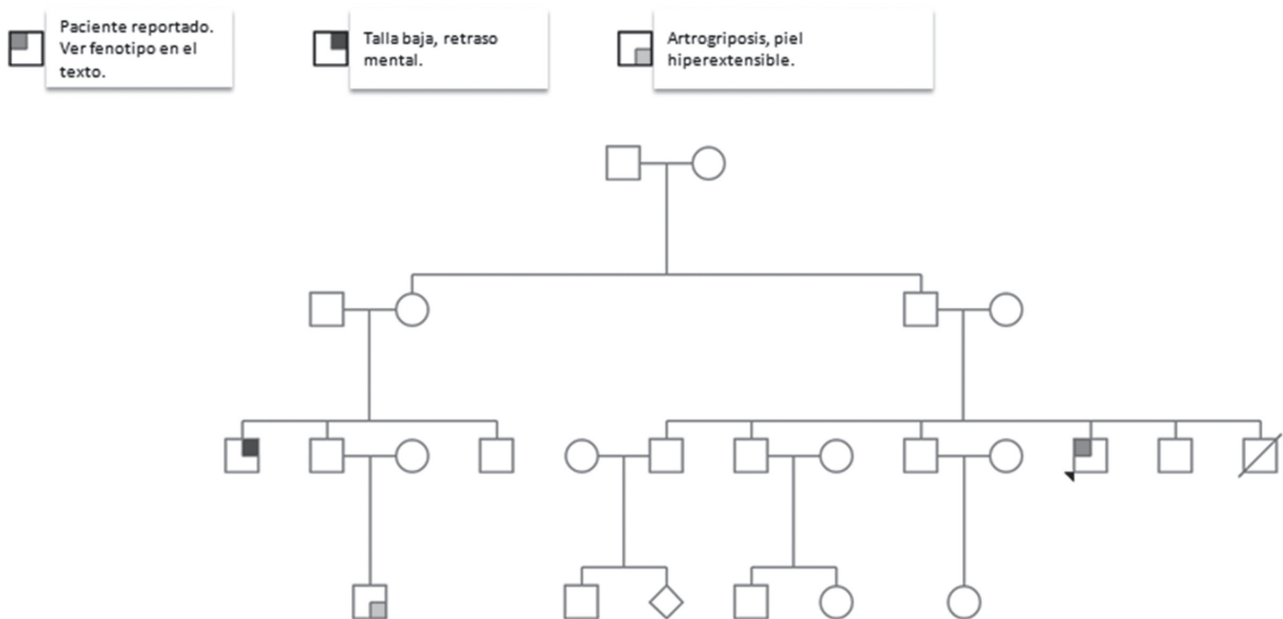 Paciente reportado.
Ver fenotipo en el
texto.
Talla baja, retraso
mental.
Artrogriposis, piel
hiperextensible.